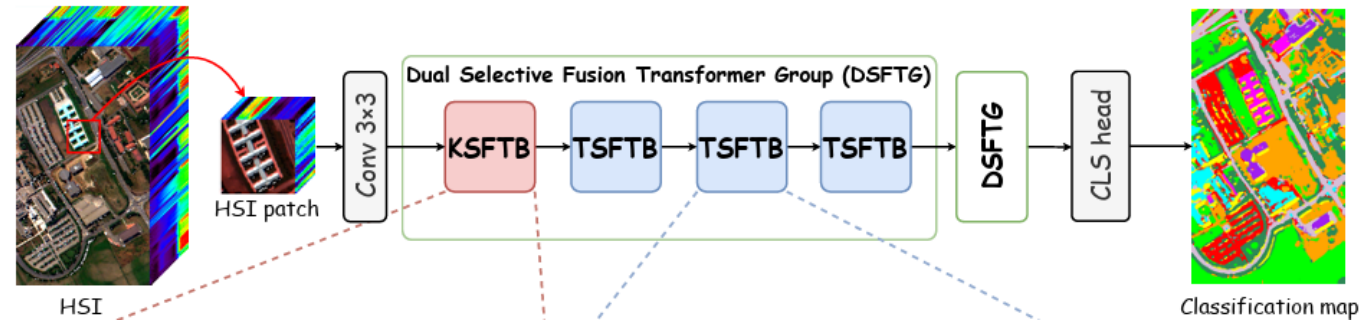 Dual Selective Fusion Transformer Group (DSFTG)
Conv 3×3
KSFTB
TSFTB
TSFTB
TSFTB
DSFTG
CLS head
HSI patch
HSI
Classification map